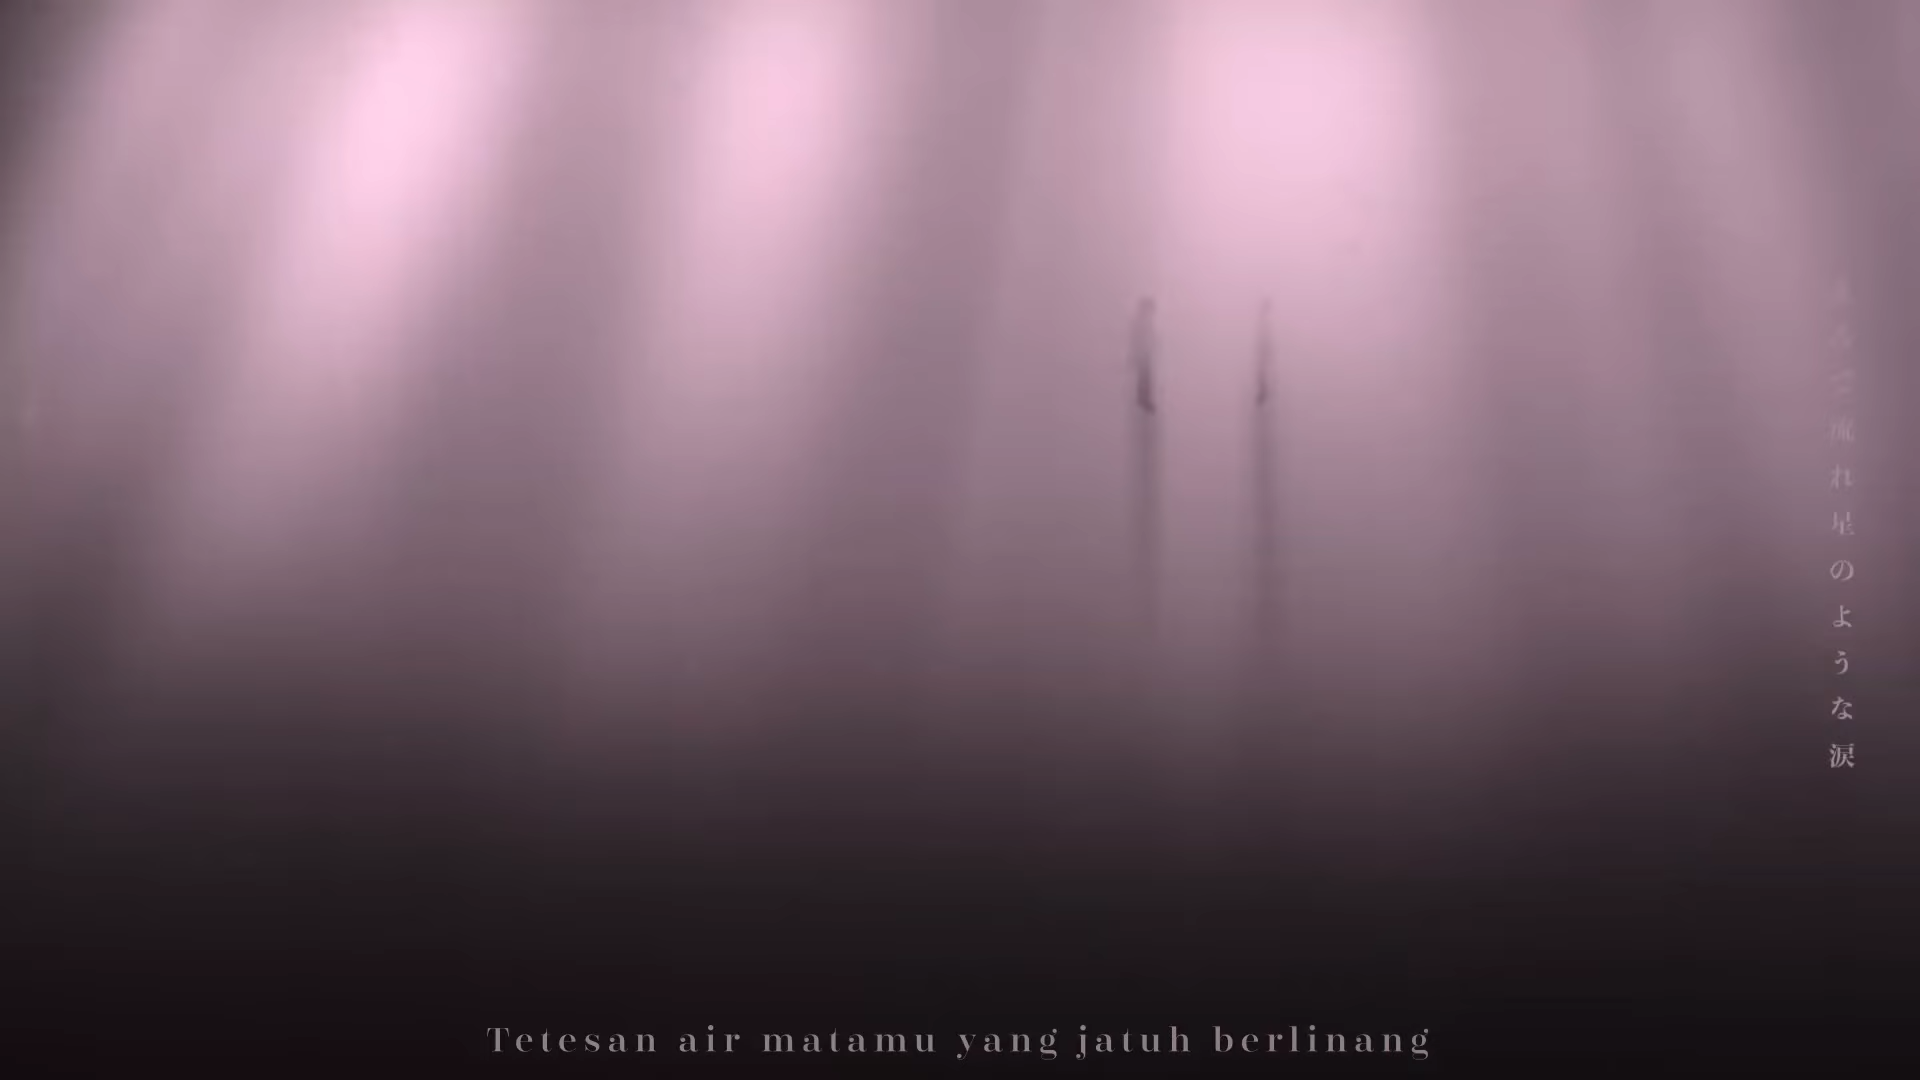 流れ星のような涙
Tetesan air matamu yang jatuh berlinang